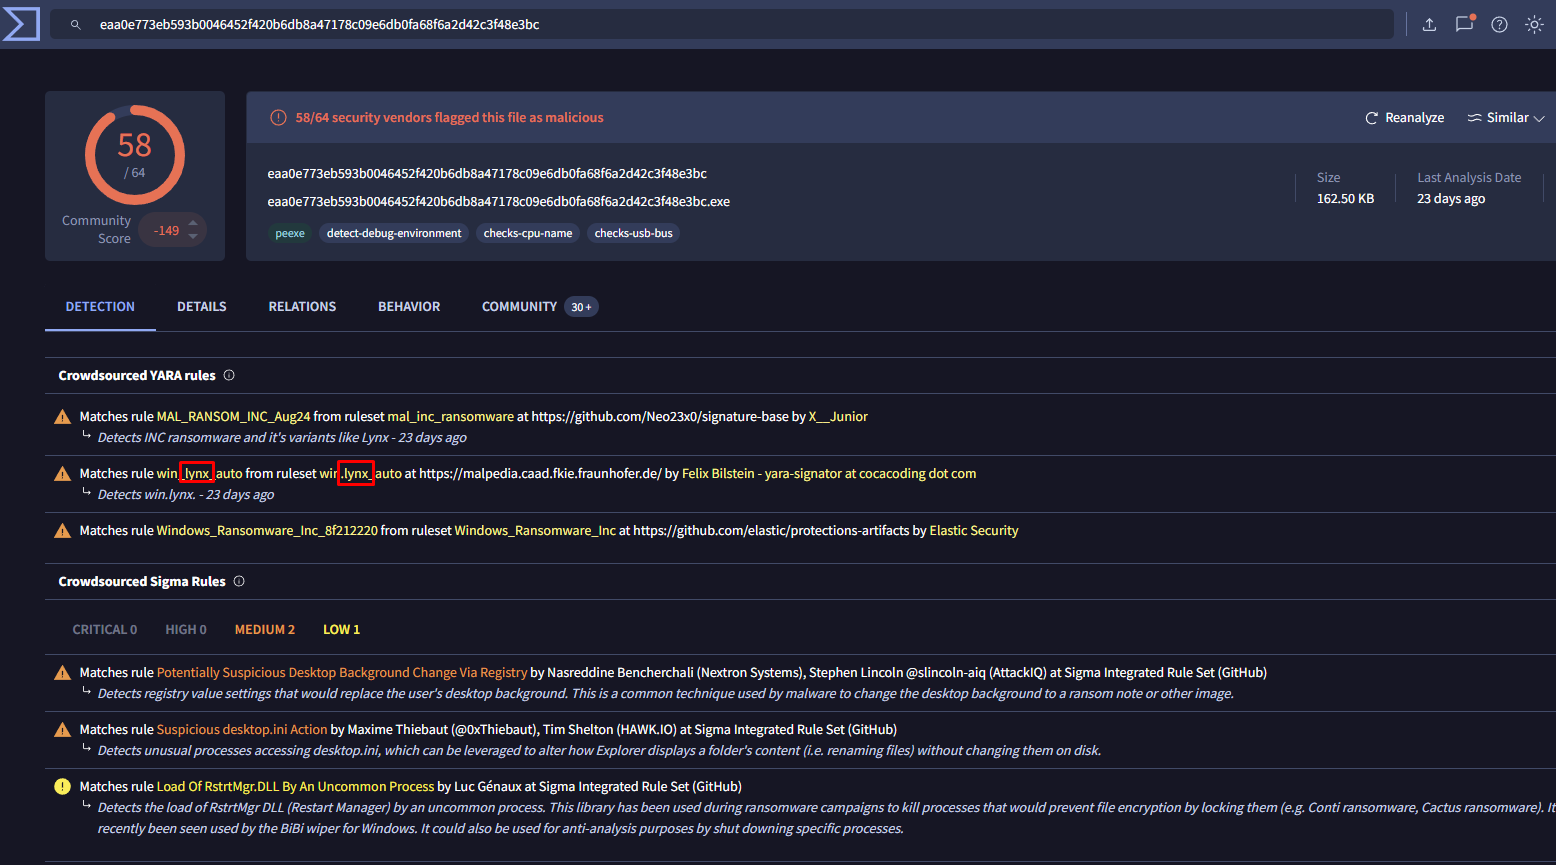 eaa0e773eb593b0046452f420b6db8a47178c09e6db0fa68f6a2d42c3f48e3bc
58
/ 64
Community
Score
-149
58/64 security vendors flagged this file as malicious
Reanalyze
Similar
eaa0e773eb593b0046452f420b6db8a47178c09e6db0fa68f6a2d42c3f48e3bc
eaa0e773eb593b0046452f420b6db8a47178c09e6db0fa68f6a2d42c3f48e3bc.exe
peexe detect-debug-environment checks-cpu-name checks-usb-bus
Size
162.50 KB
Last Analysis Date
23 days ago
DETECTION DETAILS RELATIONS BEHAVIOR COMMUNITY 30+
Crowdsourced YARA rules
Matches rule MAL_RANSOM_INC_Aug24 from ruleset mal_inc_ransomware at https://github.com/Neo23x0/signature-base by X__Junior
Detects INC ransomware and it's variants like Lynx - 23 days ago
Matches rule win_lynx_auto from ruleset win.lynx_auto at https://malpedia.caad.fkie.fraunhofer.de/ by Felix Bilstein - yara-signator at cocacoding dot com
Detects win.lynx. - 23 days ago
Matches rule Windows_Ransomware_Inc_8f212220 from ruleset Windows_Ransomware_Inc at https://github.com/elastic/protections-artifacts by Elastic Security
Crowdsourced Sigma Rules
CRITICAL 0 HIGH 0 MEDIUM 2 LOW 1
Matches rule Potentially Suspicious Desktop Background Change Via Registry by Nasreddine Bencherchali (Nextron Systems), Stephen Lincoln @slincoln-aiq (AttackIQ) at Sigma Integrated Rule Set (GitHub)
Detects registry value settings that would replace the user's desktop background. This is a common technique used by malware to change the desktop background to a ransom note or other image.
Matches rule Suspicious desktop.ini Action by Maxime Thiebaut (@0xThiebaut), Tim Shelton (HAWK.IO) at Sigma Integrated Rule Set (GitHub)
Detects unusual processes accessing desktop.ini, which can be leveraged to alter how Explorer displays a folder's content (i.e. renaming files) without changing them on disk.
Matches rule Load Of RstrtMgr.DLL By An Uncommon Process by Luc Génaux at Sigma Integrated Rule Set (GitHub)
Detects the load of RstrtMgr DLL (Restart Manager) by an uncommon process. This library has been used during ransomware campaigns to kill processes that would prevent file encryption by locking them (e.g. Conti ransomware, Cactus ransomware). It
recently been seen used by the BiBi wiper for Windows. It could also be used for anti-analysis purposes by shut downing specific processes.